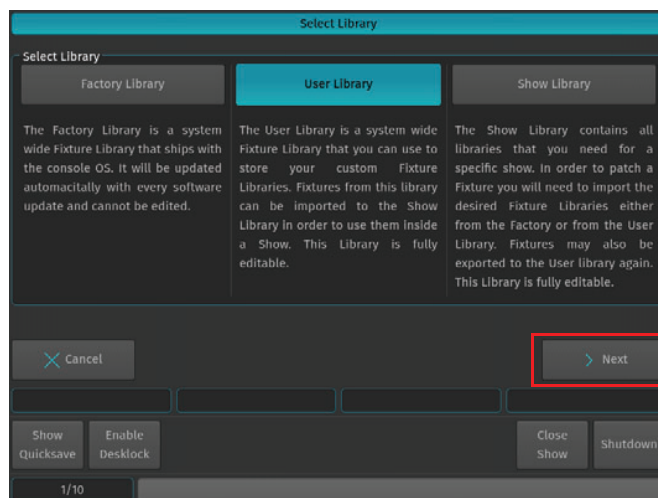 Select Library
Select Library
Factory Library
User Library
Show Library
The Factory Library is a system
wide Fixture Library that ships with
the console OS. It will be updated
automacitally with every software
update and cannot be edited.
The User Library is a system wide
Fixture Library that you can use to
store your custom Fixture
Libraries. Fixtures from this library
can be imported to the Show
Library in order to use them inside
a Show. This Library is fully
editable.
The Show Library contains all
libraries that you need for a
specific show. In order to patch a
Fixture you will need to import the
desired Fixture Libraries either
from the Factory or from the User
Library. Fixtures may also be
exported to the User library again.
This Library is fully editable.
Cancel
Next
Show
Quicksave
Enable
Desklock
Close
Show
Shutdown
1/10